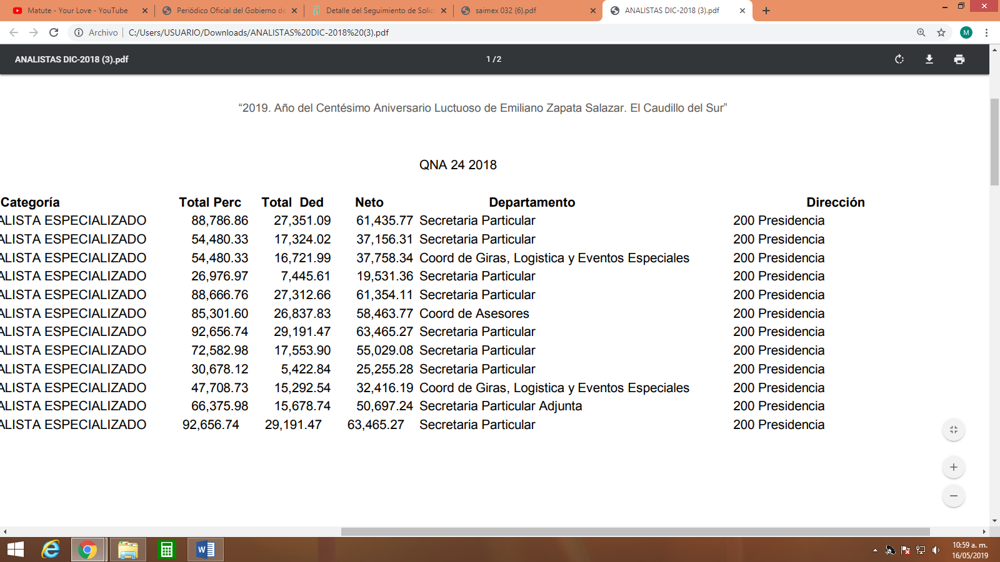 Matute - Your Love - YouTube
Periódico Oficial del Gobierno de
Detalle del Seguimiento de Solic
saimex 032 (6).pdf
ANALISTAS DIC-2018 (3).pdf
Archivo | C:/Users/USUARIO/Downloads/ANALISTAS%20DIC-2018%20(3).pdf
M
ANALISTAS DIC-2018 (3).pdf
1 / 2
“2019. Año del Centésimo Aniversario Luctuoso de Emiliano Zapata Salazar. El Caudillo del Sur”
QNA 24 2018
Categoría Total Perc Total Ded Neto Departamento Dirección
ALISTA ESPECIALIZADO 88,786.86 27,351.09 61,435.77 Secretaria Particular 200 Presidencia
ALISTA ESPECIALIZADO 54,480.33 17,324.02 37,156.31 Secretaria Particular 200 Presidencia
ALISTA ESPECIALIZADO 54,480.33 16,721.99 37,758.34 Coord de Giras, Logistica y Eventos Especiales 200 Presidencia
ALISTA ESPECIALIZADO 26,976.97 7,445.61 19,531.36 Secretaria Particular 200 Presidencia
ALISTA ESPECIALIZADO 88,666.76 27,312.66 61,354.11 Secretaria Particular 200 Presidencia
ALISTA ESPECIALIZADO 85,301.60 26,837.83 58,463.77 Coord de Asesores 200 Presidencia
ALISTA ESPECIALIZADO 92,656.74 29,191.47 63,465.27 Secretaria Particular 200 Presidencia
ALISTA ESPECIALIZADO 72,582.98 17,553.90 55,029.08 Secretaria Particular 200 Presidencia
ALISTA ESPECIALIZADO 30,678.12 5,422.84 25,255.28 Secretaria Particular 200 Presidencia
ALISTA ESPECIALIZADO 47,708.73 15,292.54 32,416.19 Coord de Giras, Logistica y Eventos Especiales 200 Presidencia
ALISTA ESPECIALIZADO 66,375.98 15,678.74 50,697.24 Secretaria Particular Adjunta 200 Presidencia
ALISTA ESPECIALIZADO 92,656.74 29,191.47 63,465.27 Secretaria Particular 200 Presidencia
10:59 a. m.
16/05/2019